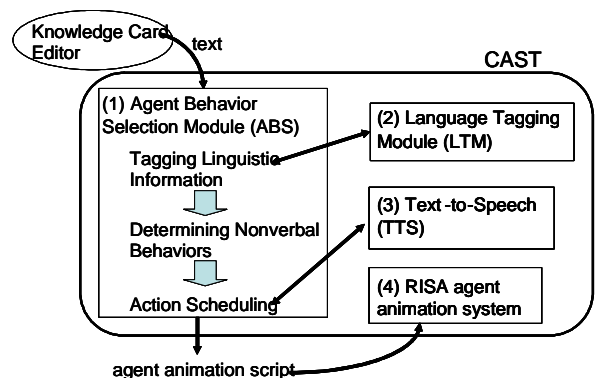 Knowledge Card
Editor
text
CAST
(1) Agent Behavior
Selection Module (ABS)
Tagging Linguistic
Information
Determining Nonverbal
Behaviors
Action Scheduling
(2) Language Tagging
Module (LTM)
(3) Text-to-Speech
(TTS)
(4) RISA agent
animation system
agent animation script